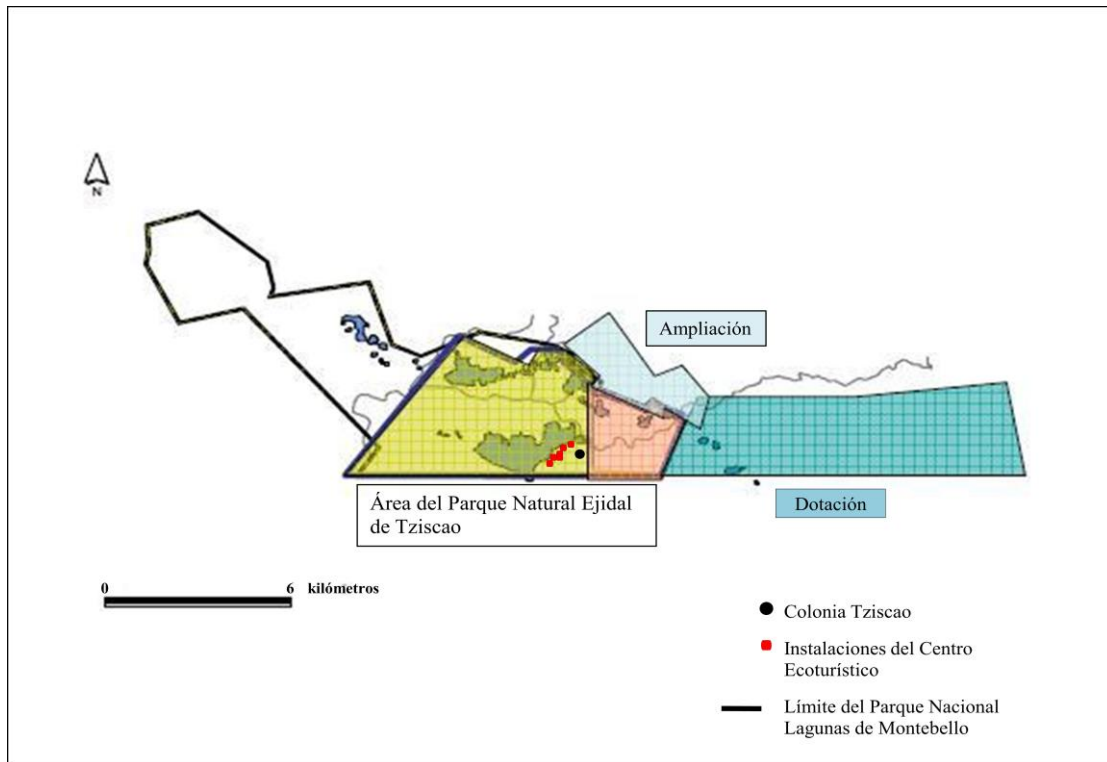 N
Ampliación
Área del Parque Natural Ejidal
de Tziscao
Dotación
0 6 kilómetros
Colonia Tziscao
Instalaciones del Centro
Ecoturístico
Límite del Parque Nacional
Lagunas de Montebello